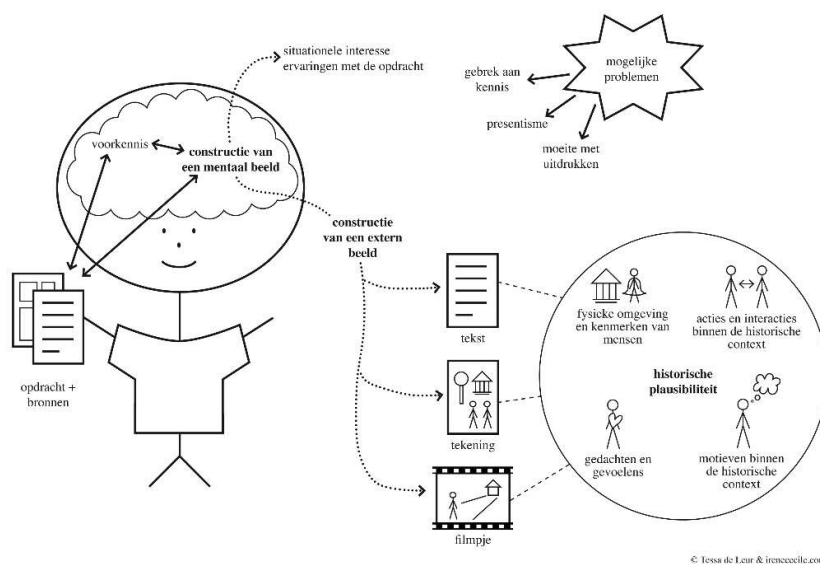 situationele interesse
ervaringen met de opdracht
mogelijke
problemen
gebrek aan
kennis
presentisme
moeite met
uitdrukken
voorkennis
constructie van
een mentaal beeld
constructie
van een extern
beeld
opdracht +
bronnen
tekst
tekening
filmpje
fysieke omgeving
en kenmerken van
mensen
acties en interacties
binnen de historische
context
historische
plausibiliteit
gedachten en
gevoelens
motieven binnen
de historische
context
© Tessa de Leur & irenececile.com